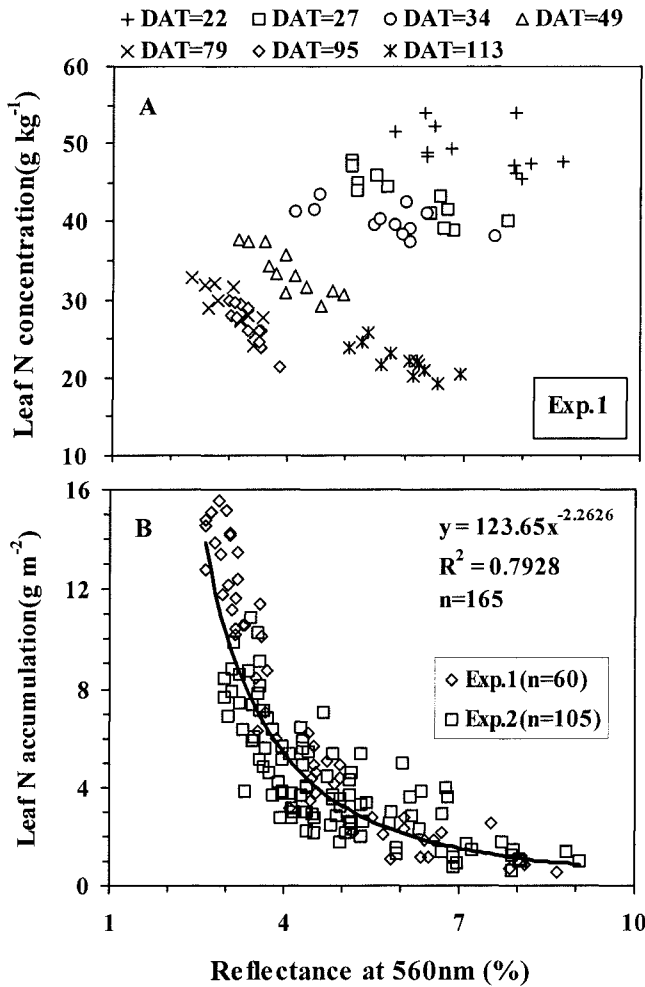 + DAT=22 □ DAT=27 ○ DAT=34 △ DAT=49
× DAT=79 ◇ DAT=95 ✳ DAT=113
60
50
40
30
20
10
Leaf N concentration(g kg⁻¹)
A
Exp.1
16
12
8
4
0
Leaf N accumulation(g m⁻²)
B
y = 123.65x⁻²·²⁶²⁶
R² = 0.7928
n=165
◇ Exp.1(n=60)
□ Exp.2(n=105)
1 4 7 10
Reflectance at 560nm (%)